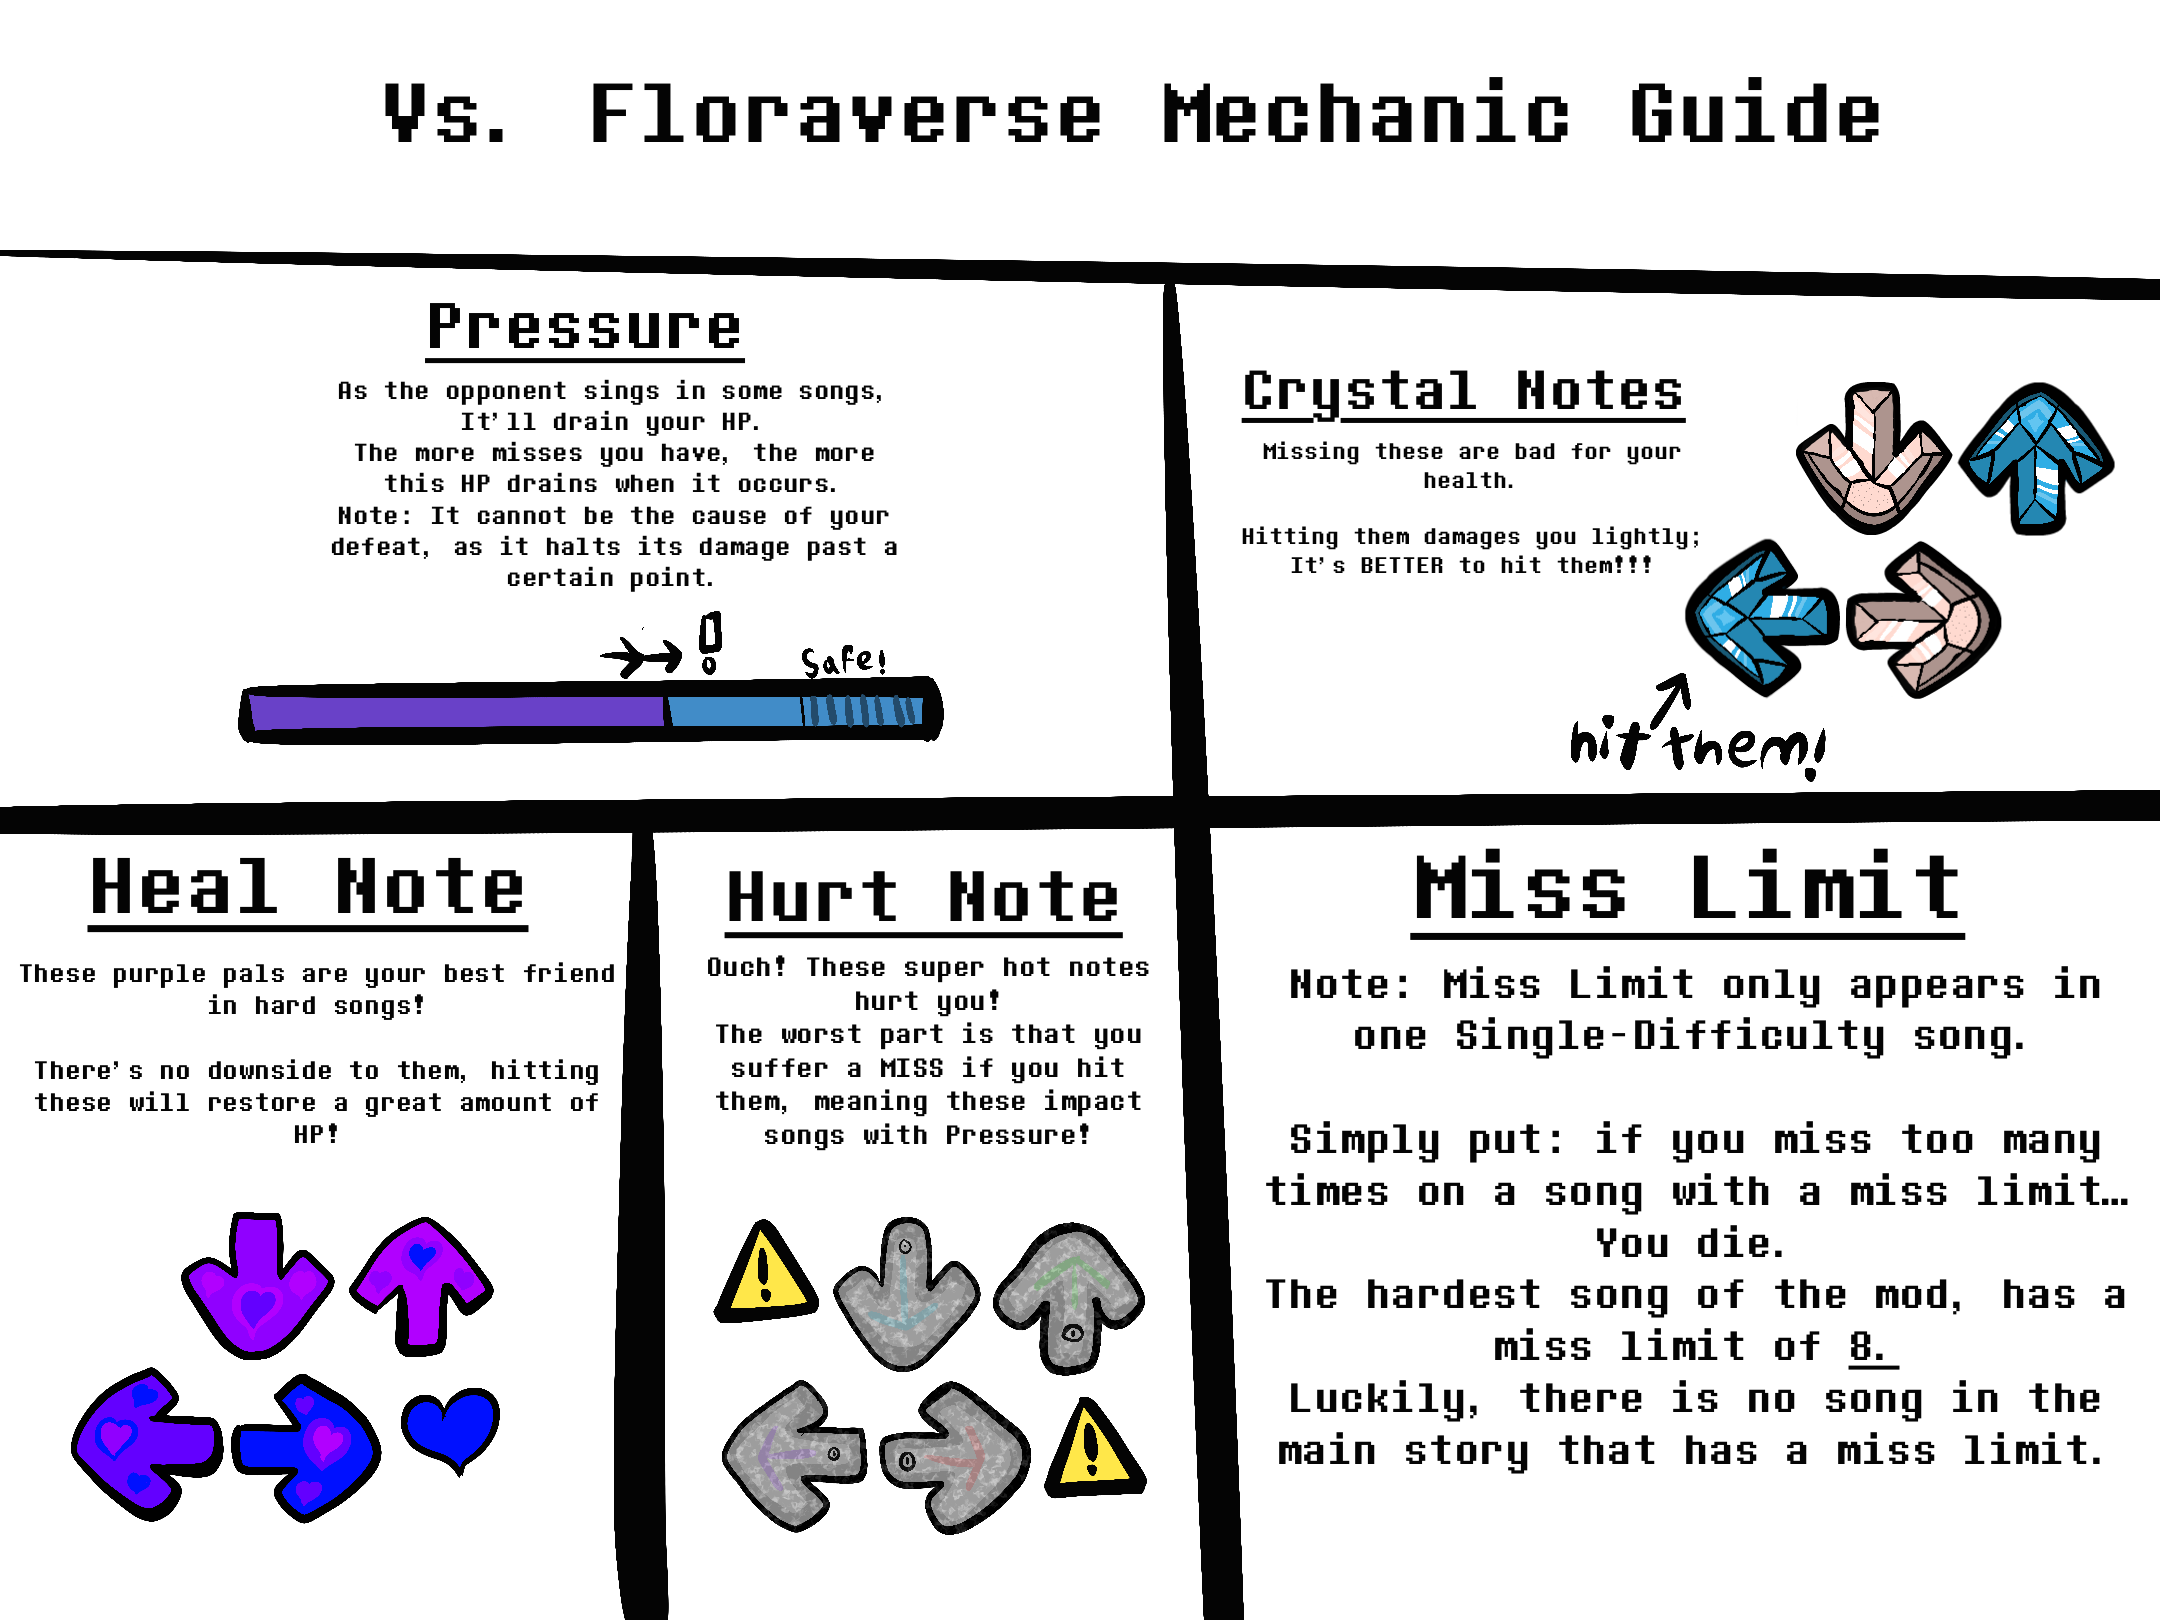 Vs. Floraverse Mechanic Guide
Pressure
As the opponent sings in some songs,
It'll drain your HP.
The more misses you have, the more
this HP drains when it occurs.
Note: It cannot be the cause of your
defeat, as it halts its damage past a
certain point.
!
Safe!
Crystal Notes
Missing these are bad for your
health.
Hitting them damages you lightly;
It's BETTER to hit them!!!
hit them!
Heal Note
These purple pals are your best friend
in hard songs!
There's no downside to them, hitting
these will restore a great amount of
HP!
Hurt Note
Ouch! These super hot notes
hurt you!
The worst part is that you
suffer a MISS if you hit
them, meaning these impact
songs with Pressure!
!
!
Miss Limit
Note: Miss Limit only appears in
one Single-Difficulty song.
Simply put: if you miss too many
times on a song with a miss limit…
You die.
The hardest song of the mod, has a
miss limit of 8.
Luckily, there is no song in the
main story that has a miss limit.